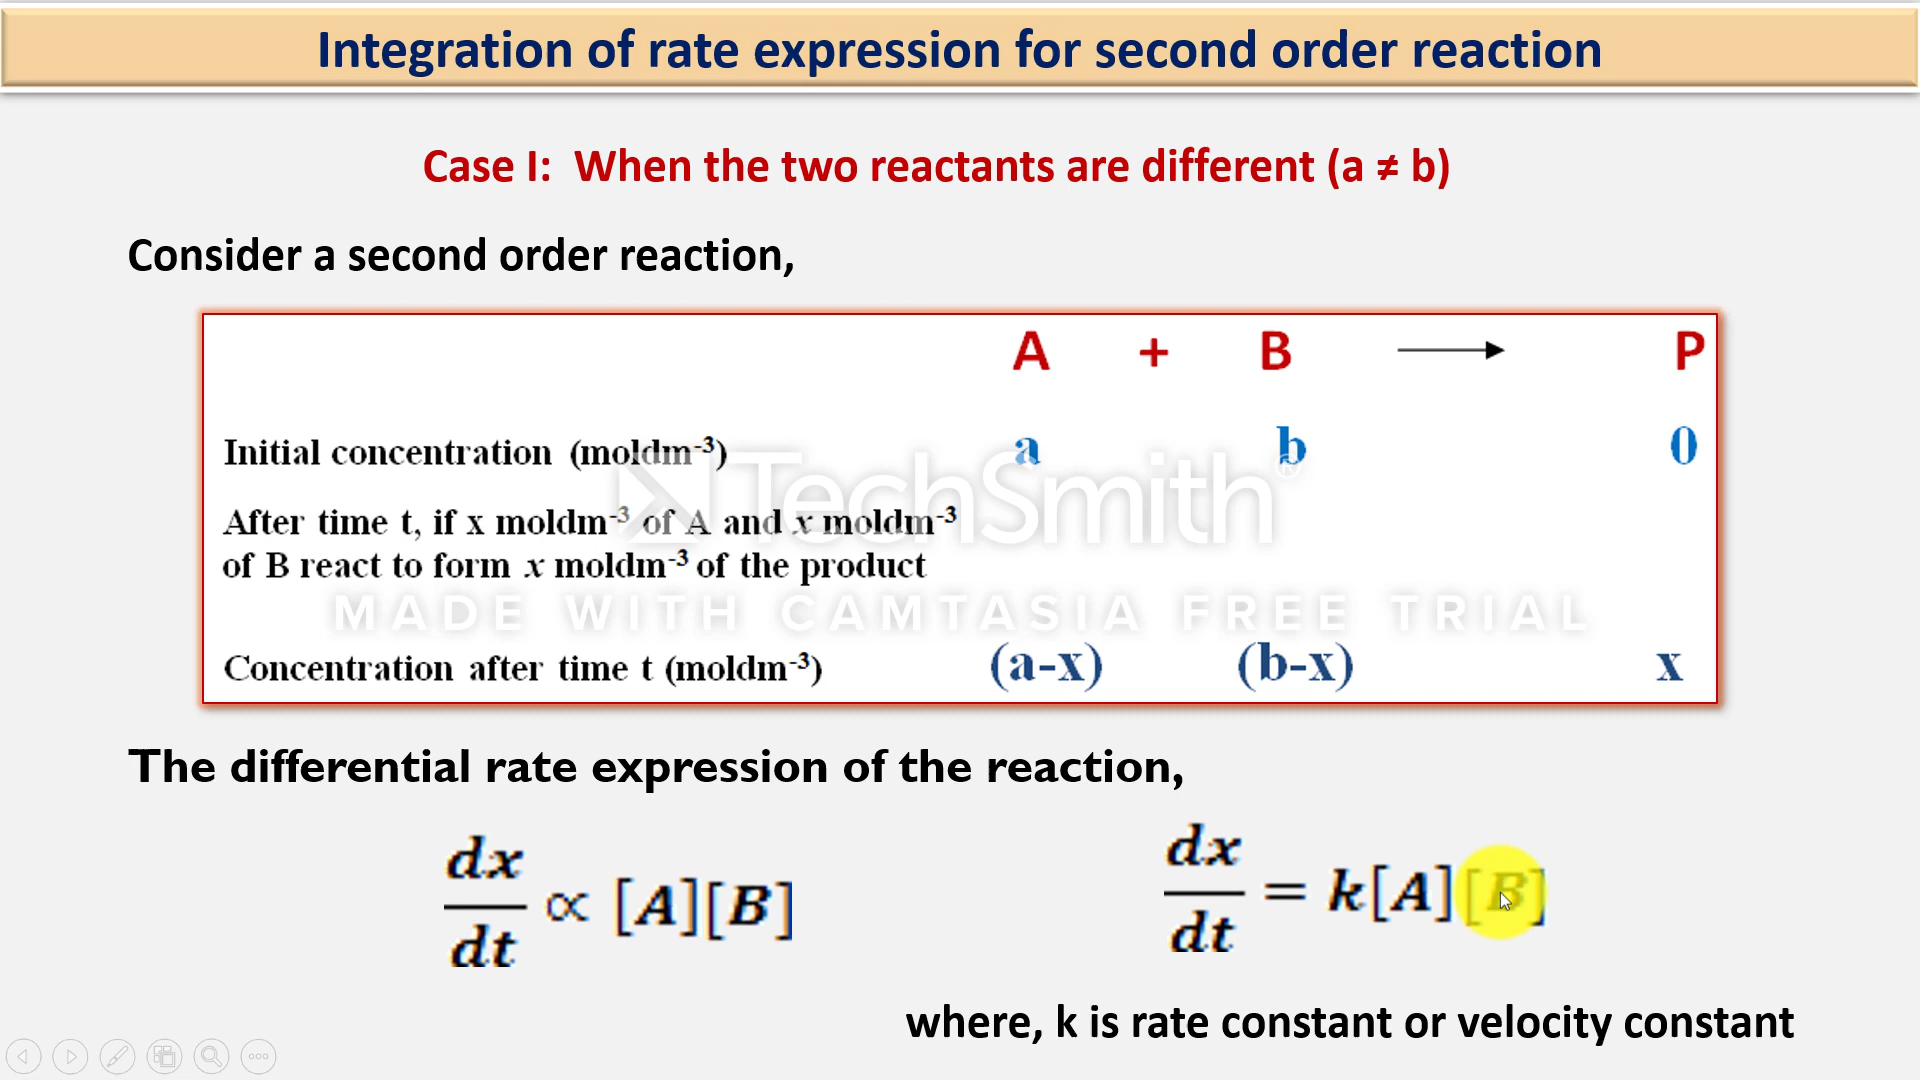 Integration of rate expression for second order reaction
Case I: When the two reactants are different (a ≠ b)
Consider a second order reaction,
A + B → P
Initial concentration (moldm⁻³) a b 0
After time t, if x moldm⁻³ of A and x moldm⁻³
of B react to form x moldm⁻³ of the product
TechSmith®
MADE WITH CAMTASIA FREE TRIAL
Concentration after time t (moldm⁻³) (a-x) (b-x) x
The differential rate expression of the reaction,
dx/dt ∝ [A][B]
dx/dt = k[A][B]
where, k is rate constant or velocity constant